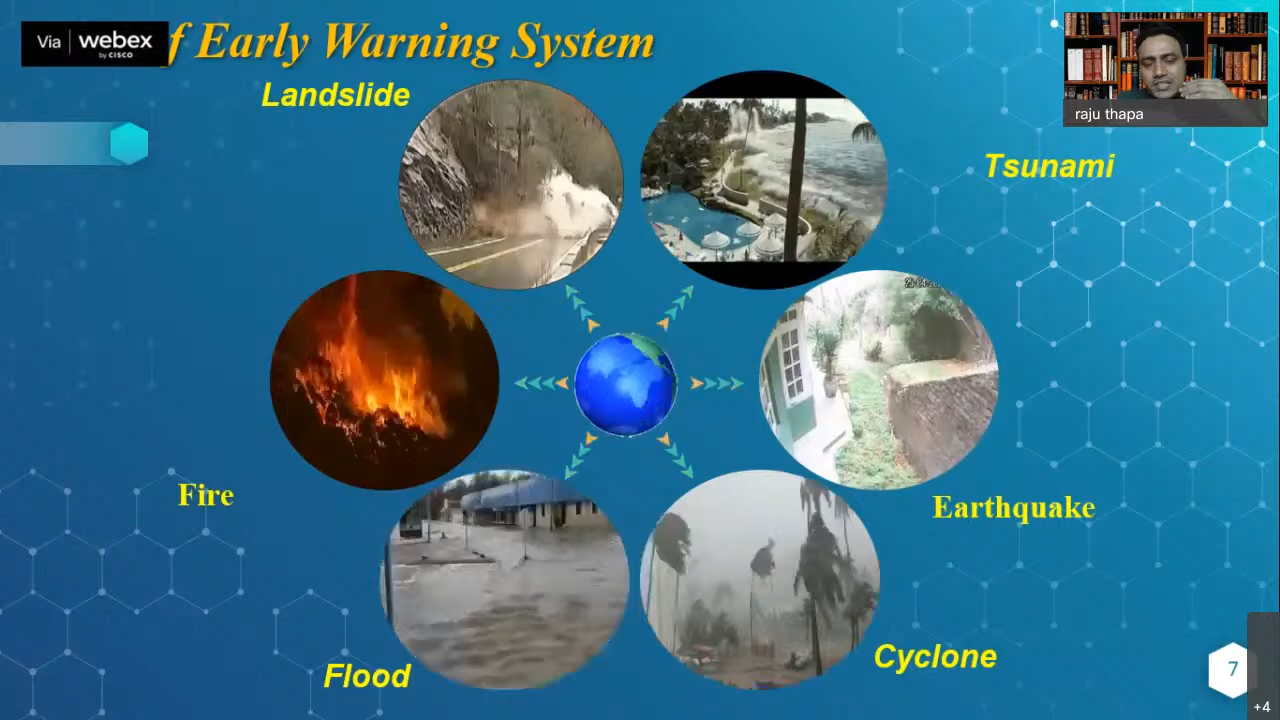 Via webex
by CISCO
f Early Warning System
raju thapa
Landslide
Tsunami
Fire
Earthquake
Flood
Cyclone
7
+4